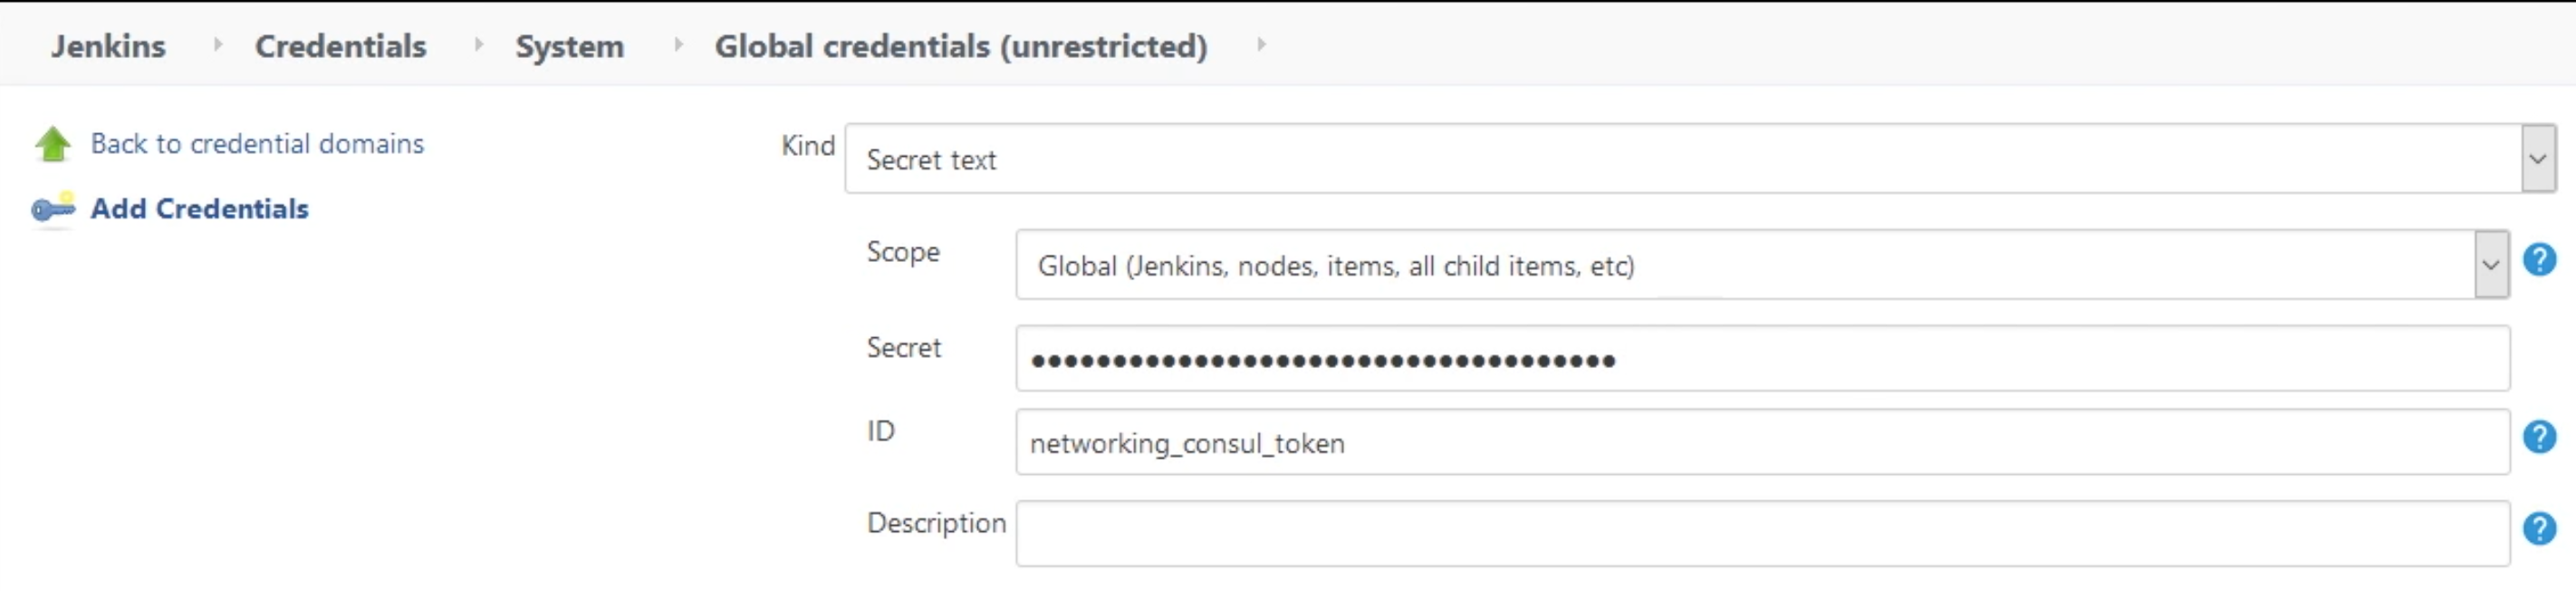 Jenkins Credentials System Global credentials (unrestricted)
Back to credential domains
Add Credentials
Kind Secret text
Scope Global (Jenkins, nodes, items, all child items, etc)
Secret ••••••••••••••••••••••••••••••••••••
ID networking_consul_token
Description